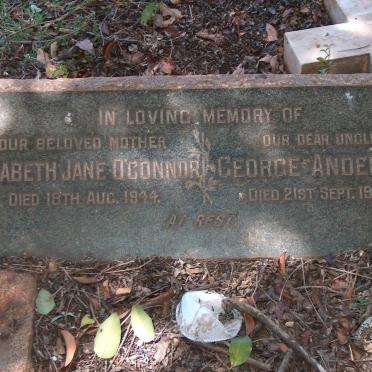 IN LOVING MEMORY OF
OUR BELOVED MOTHER OUR DEAR UNCLE
ABETH JANE O'CONNOR GEORGE ANDE
DIED 18TH AUG. 1944. DIED 21ST SEPT. 19
AT REST